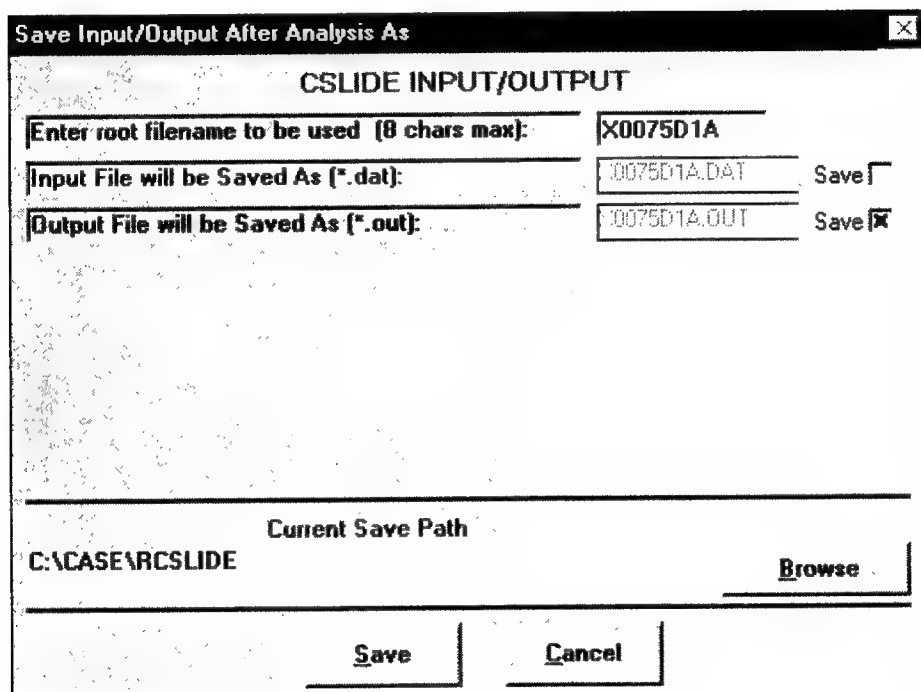 Save Input/Output After Analysis As
CSLIDE INPUT/OUTPUT
Enter root filename to be used (8 chars max): X0075D1A
Input File will be Saved As (*.dat): :0075D1A.DAT Save
Output File will be Saved As (*.out): :0075D1A.OUT Save
Current Save Path
C:\CASE\RCSLIDE
Browse
Save Cancel